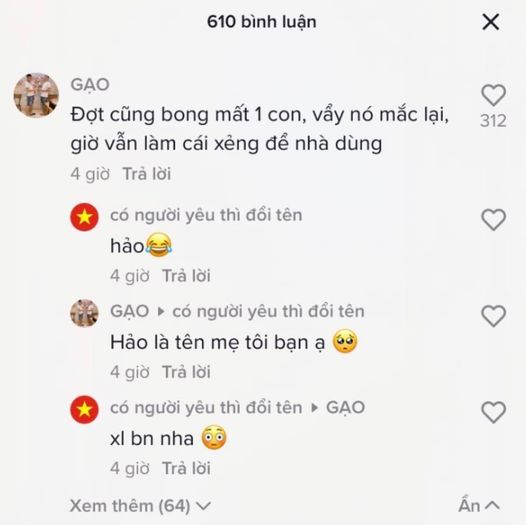 610 bình luận
GẠO
Đợt cũng bong mất 1 con, vẩy nó mắc lại,
giờ vẫn làm cái xẻng để nhà dùng
312
4 giờ Trả lời
có người yêu thì đổi tên
hảo😂
4 giờ Trả lời
GẠO ▸ có người yêu thì đổi tên
Hảo là tên mẹ tôi bạn ạ 🥺
4 giờ Trả lời
có người yêu thì đổi tên ▸ GẠO
xl bn nha 😳
4 giờ Trả lời
Xem thêm (64)
Ẩn